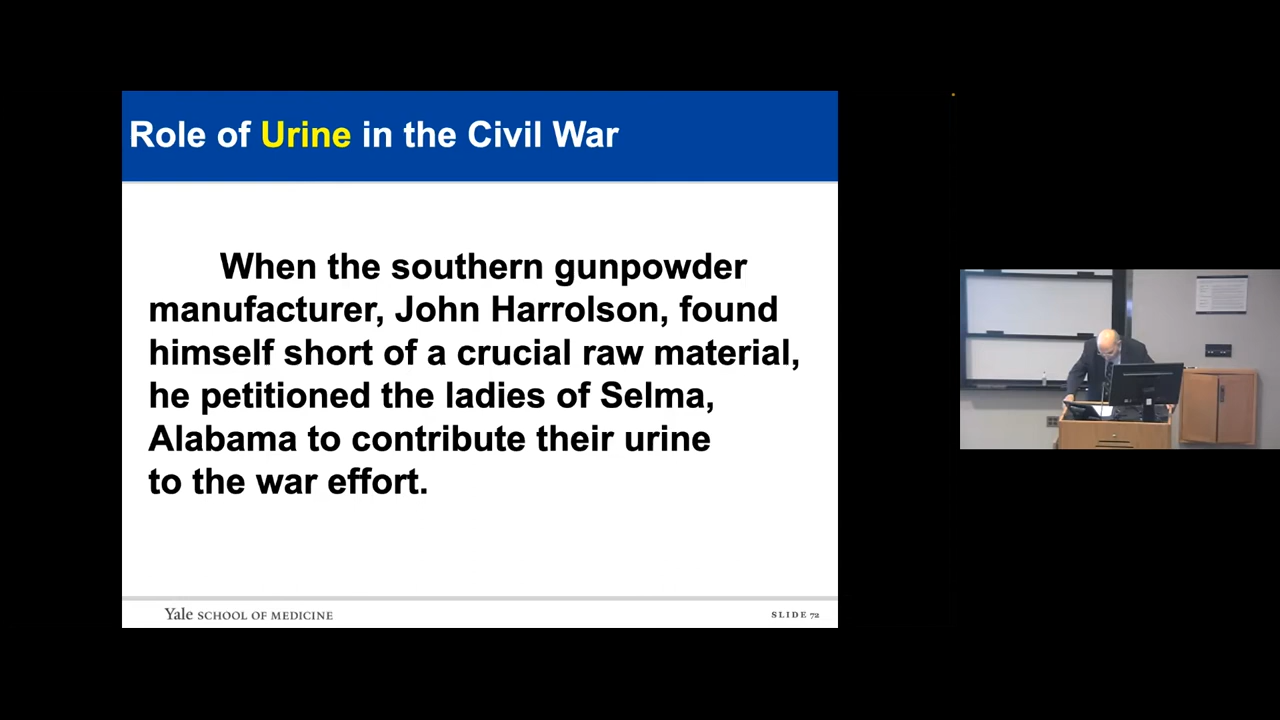 Role of Urine in the Civil War
When the southern gunpowder
manufacturer, John Harrolson, found
himself short of a crucial raw material,
he petitioned the ladies of Selma,
Alabama to contribute their urine
to the war effort.
Yale SCHOOL OF MEDICINE
SLIDE 72